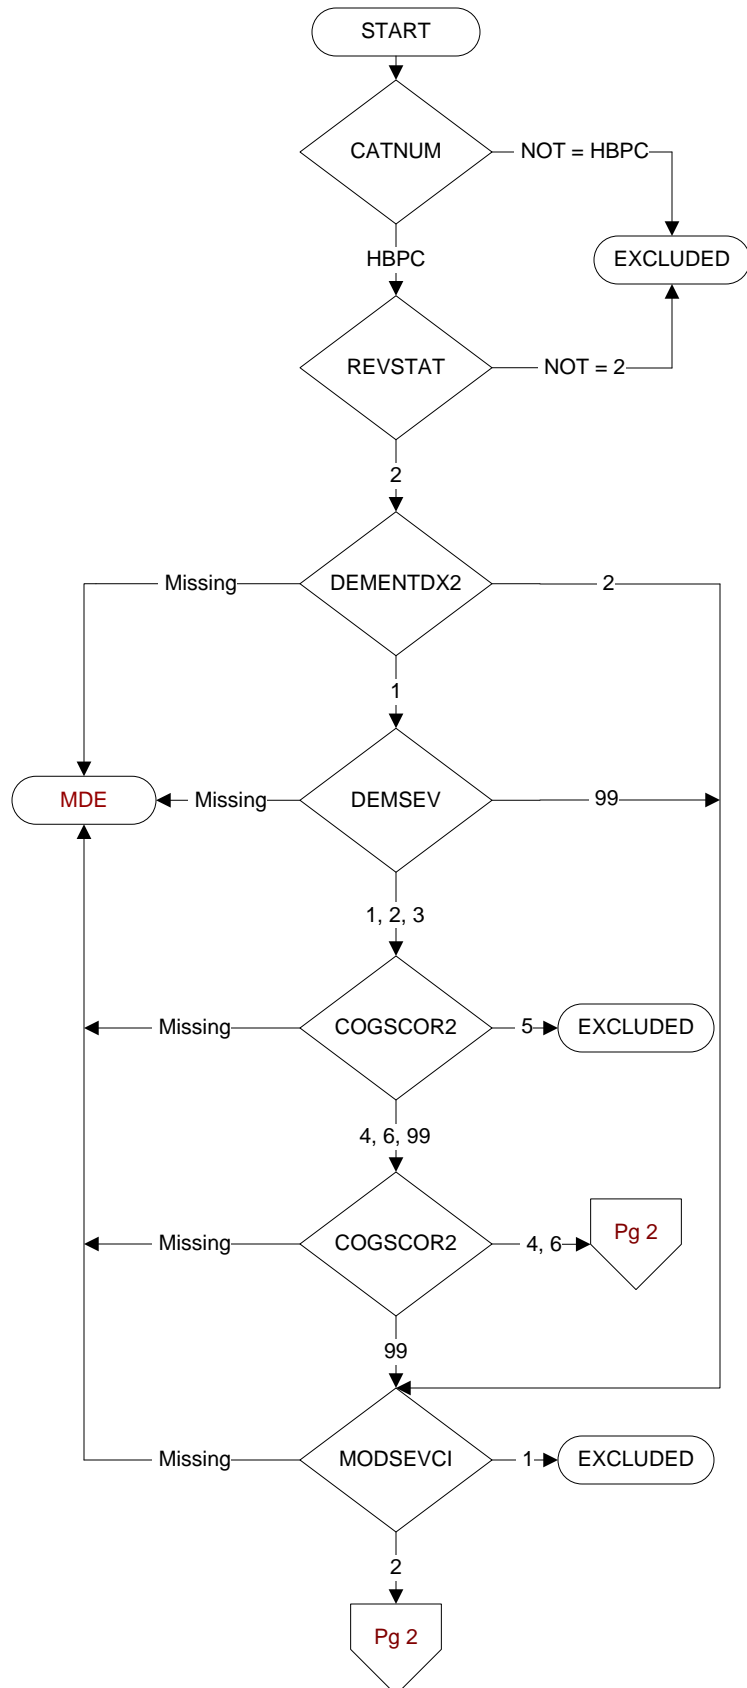 START
CATNUM
NOT = HBPC
HBPC
EXCLUDED
REVSTAT
NOT = 2
2
Missing
DEMENTDX2
2
1
MDE
Missing
DEMSEV
99
1, 2, 3
Missing
COGSCOR2
5
EXCLUDED
4, 6, 99
Missing
COGSCOR2
4, 6
Pg 2
99
Missing
MODSEVCI
1
EXCLUDED
2
Pg 2